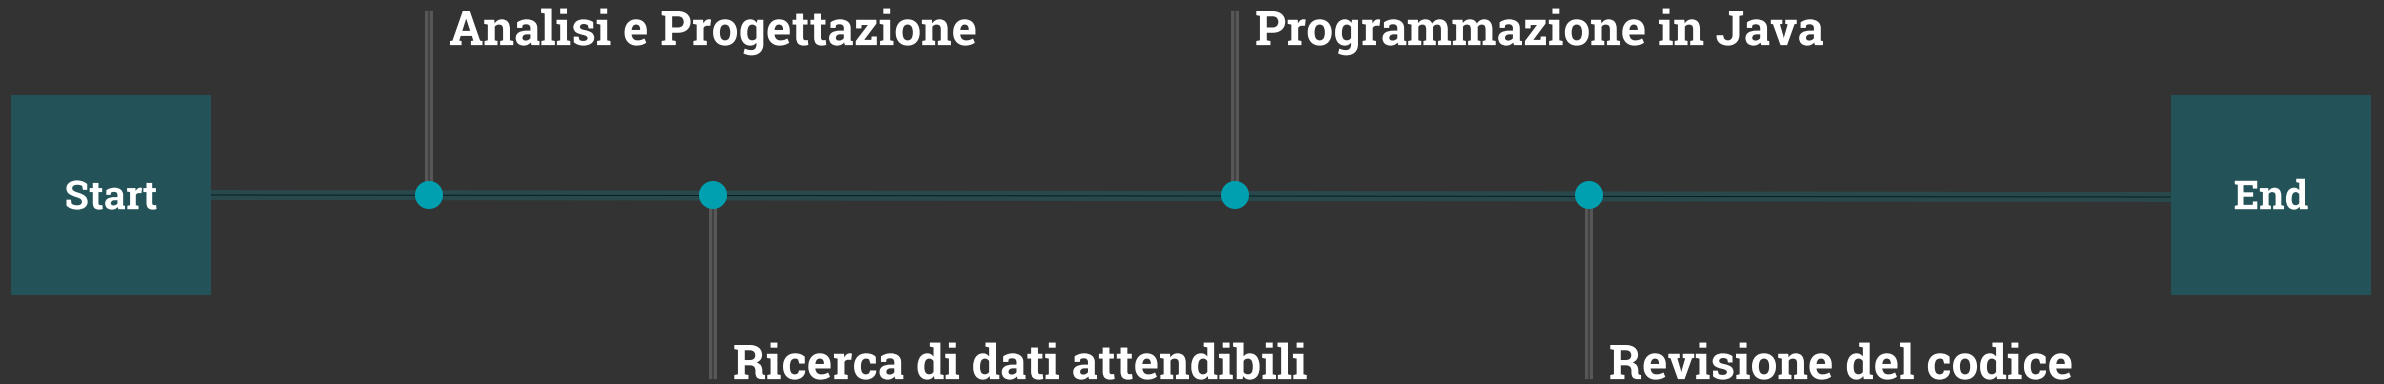 Analisi e Progettazione
Programmazione in Java
Start
End
Ricerca di dati attendibili
Revisione del codice